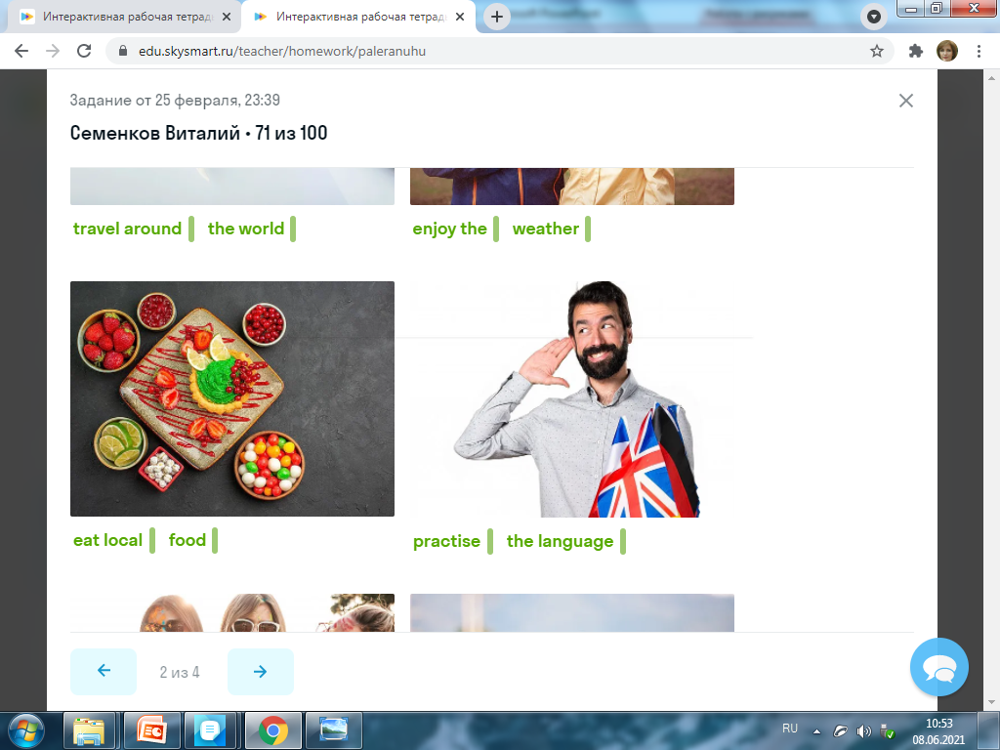 Интерактивная рабочая тетрадь
Интерактивная рабочая тетрадь
edu.skysmart.ru/teacher/homework/paleranuhu
Задание от 25 февраля, 23:39
Семенков Виталий • 71 из 100
travel around the world
enjoy the weather
eat local food
practise the language
2 из 4
RU
10:53
08.06.2021